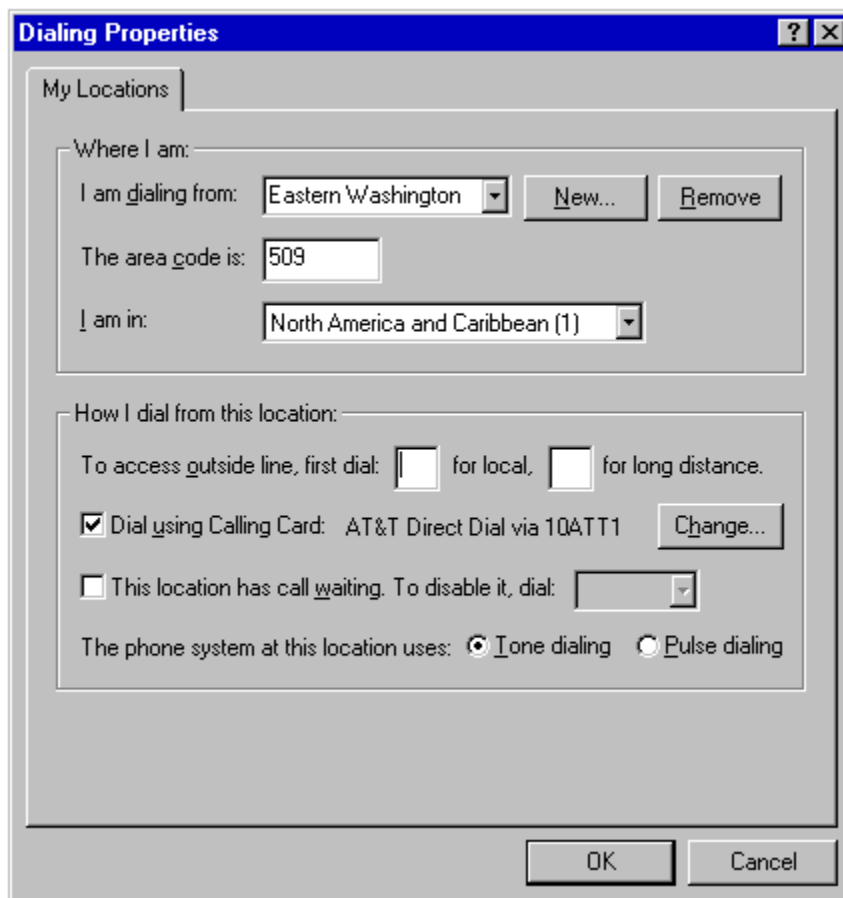 Dialing Properties
My Locations
Where I am:
I am dialing from: Eastern Washington New... Remove
The area code is: 509
I am in: North America and Caribbean (1)
How I dial from this location:
To access outside line, first dial: for local, for long distance.
Dial using Calling Card: AT&T Direct Dial via 10ATT1 Change...
This location has call waiting. To disable it, dial:
The phone system at this location uses: Tone dialing Pulse dialing
OK Cancel